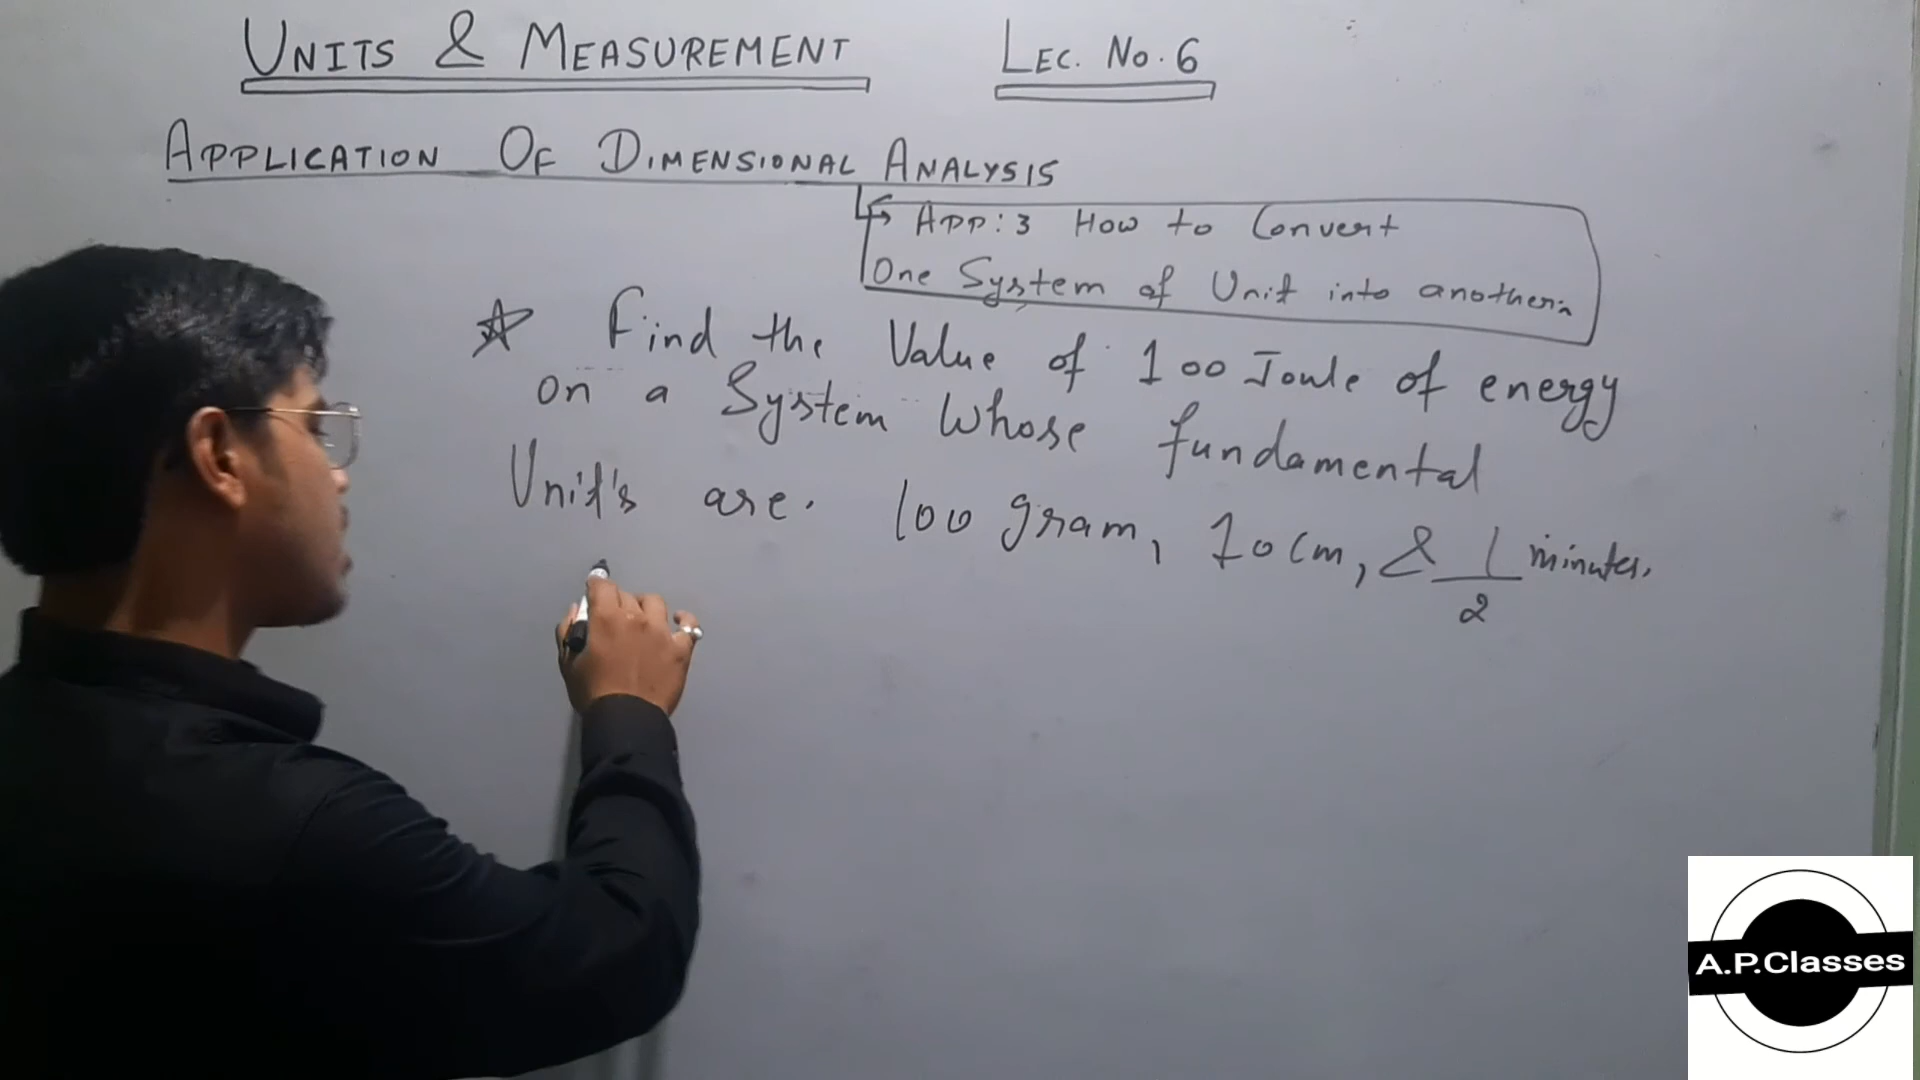 UNITS & MEASUREMENT LEC. No. 6
APPLICATION OF DIMENSIONAL ANALYSIS
APP: 3 How to Convert
One System of Unit into another:
Find the Value of 100 Joule of energy
on a System Whose fundamental
Unit's are. 100 gram, 10 cm, & 1/2 minutes.
A.P.Classes